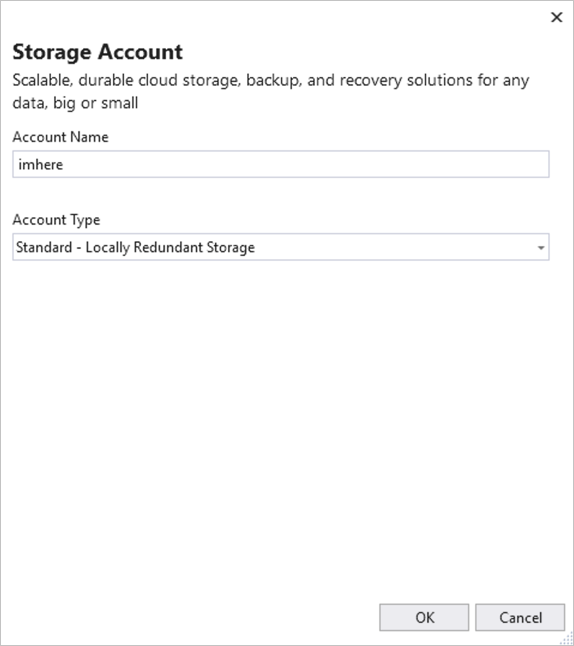 Storage Account
Scalable, durable cloud storage, backup, and recovery solutions for any
data, big or small
Account Name
imhere
Account Type
Standard - Locally Redundant Storage
OK
Cancel